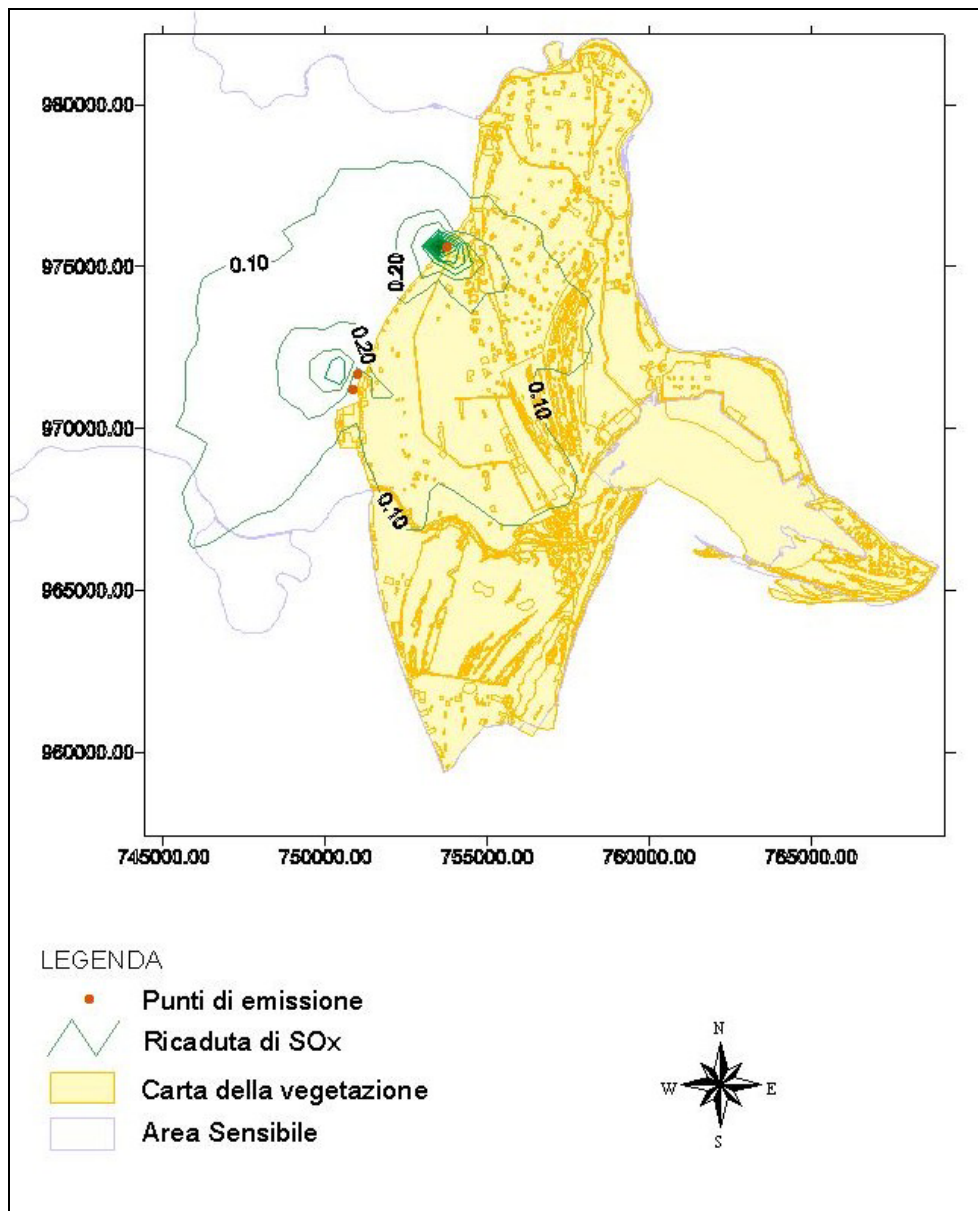 980000.00
0.10
0.20
975000.00
0.20
0.10
970000.00
0.10
965000.00
960000.00
745000.00
750000.00
755000.00
760000.00
765000.00
LEGENDA
Punti di emissione
Ricaduta di SOx
Carta della vegetazione
Area Sensibile
N
W
E
S